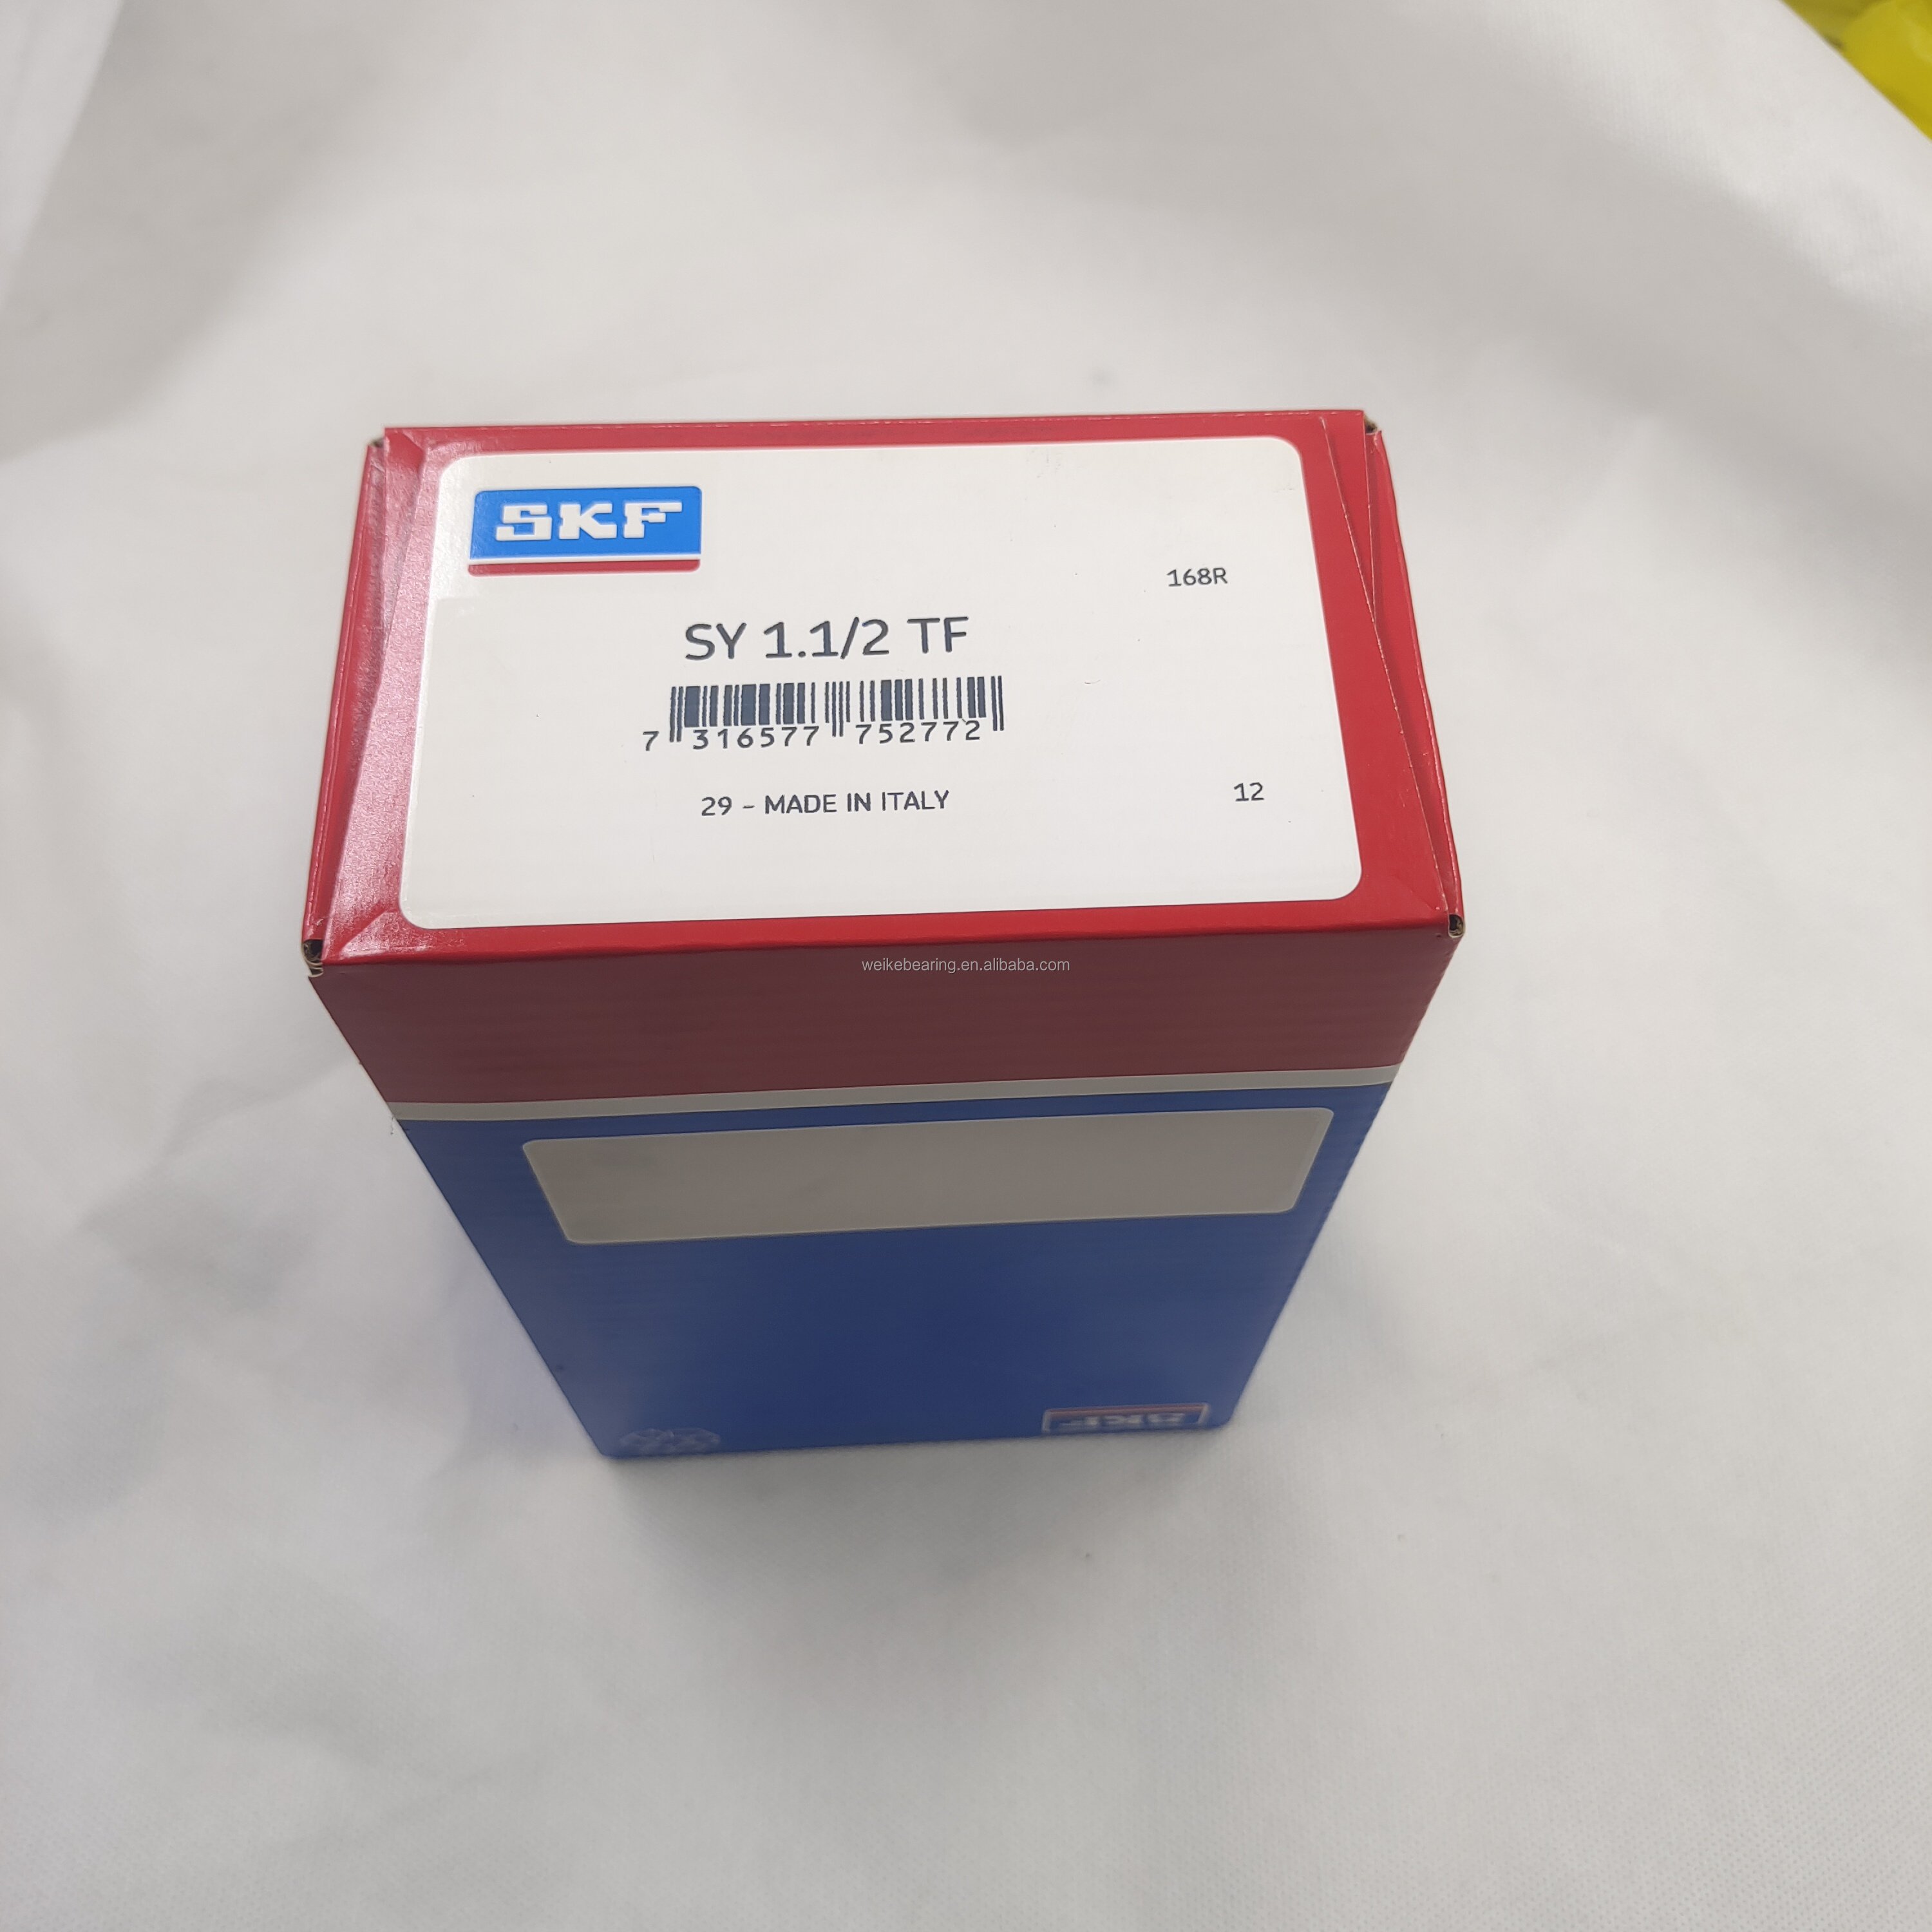 SKF
168R
SY 1.1/2 TF
7 316577 752772
29 - MADE IN ITALY
12
weikebearing.en.alibaba.com
SKF